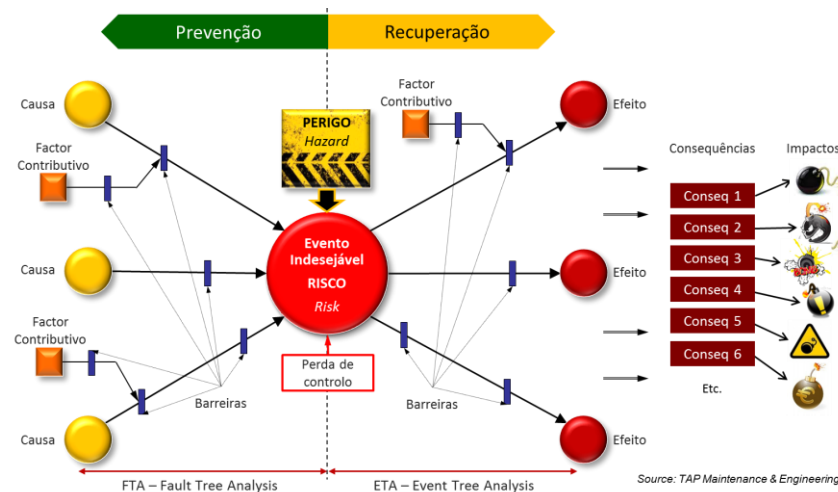 Prevenção
Recuperação
Causa
Factor
Contributivo
PERIGO
Hazard
Factor
Contributivo
Efeito
Consequências
Impactos
Conseq 1
Conseq 2
Conseq 3
Conseq 4
Conseq 5
Conseq 6
Etc.
Causa
Evento
Indesejável
RISCO
Risk
Efeito
Factor
Contributivo
Perda de
controlo
Barreiras
Barreiras
Causa
Efeito
FTA – Fault Tree Analysis
ETA – Event Tree Analysis
Source: TAP Maintenance & Engineering